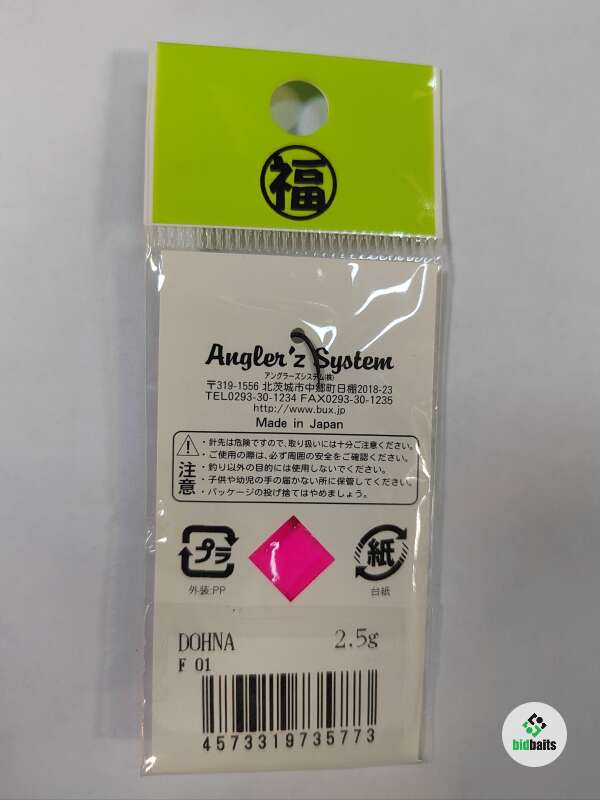 福
Angler'z System
アングラーズシステム(株)
〒319-1556 北茨城市中郷町日棚2018-23
TEL0293-30-1234 FAX0293-30-1235
http://www.bux.jp
Made in Japan
注意
・針先は危険ですので、取り扱いには十分ご注意ください。
・ご使用の際は、必ず周囲の安全をご確認ください。
・釣り以外の目的には使用しないでください。
・子供や幼児の手の届かない所に保管してください。
・パッケージの投げ捨てはやめましょう。
プラ
紙
外装:PP
台紙
DOHNA 2.5g
F 01
4573319735773
bidbaits